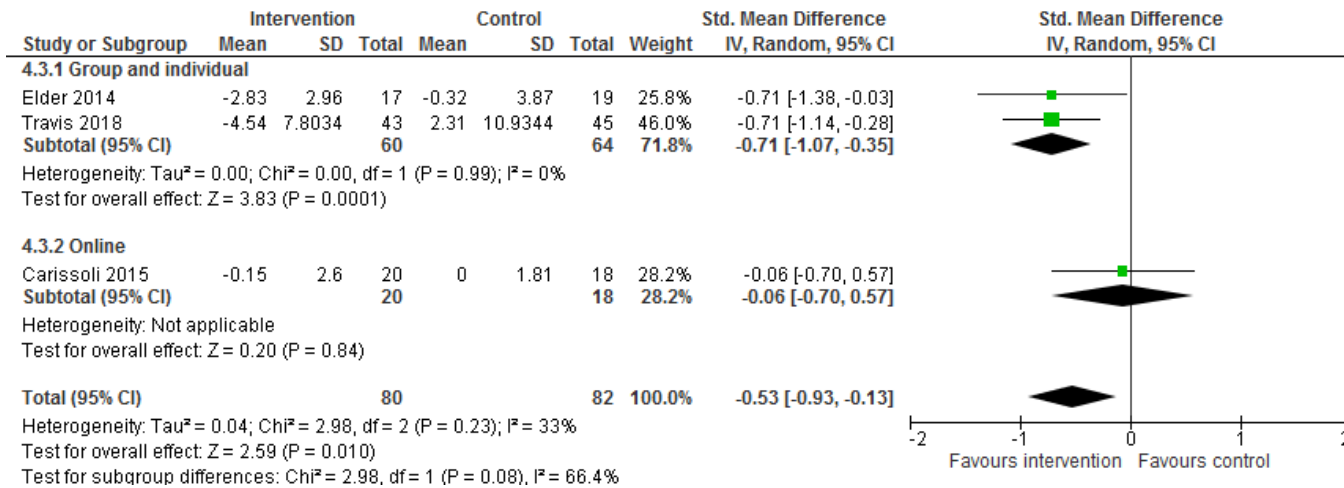 Intervention Control Std. Mean Difference Std. Mean Difference
Study or Subgroup Mean SD Total Mean SD Total Weight IV, Random, 95% CI IV, Random, 95% CI
4.3.1 Group and individual
Elder 2014 -2.83 2.96 17 -0.32 3.87 19 25.8% -0.71 [-1.38, -0.03]
Travis 2018 -4.54 7.8034 43 2.31 10.9344 45 46.0% -0.71 [-1.14, -0.28]
Subtotal (95% CI) 60 64 71.8% -0.71 [-1.07, -0.35]
Heterogeneity: Tau² = 0.00; Chi² = 0.00, df = 1 (P = 0.99); I² = 0%
Test for overall effect: Z = 3.83 (P = 0.0001)
4.3.2 Online
Carissoli 2015 -0.15 2.6 20 0 1.81 18 28.2% -0.06 [-0.70, 0.57]
Subtotal (95% CI) 20 18 28.2% -0.06 [-0.70, 0.57]
Heterogeneity: Not applicable
Test for overall effect: Z = 0.20 (P = 0.84)
Total (95% CI) 80 82 100.0% -0.53 [-0.93, -0.13]
Heterogeneity: Tau² = 0.04; Chi² = 2.98, df = 2 (P = 0.23); I² = 33%
Test for overall effect: Z = 2.59 (P = 0.010)
Test for subgroup differences: Chi² = 2.98, df = 1 (P = 0.08), I² = 66.4%
-2 -1 0 1 2
Favours intervention Favours control